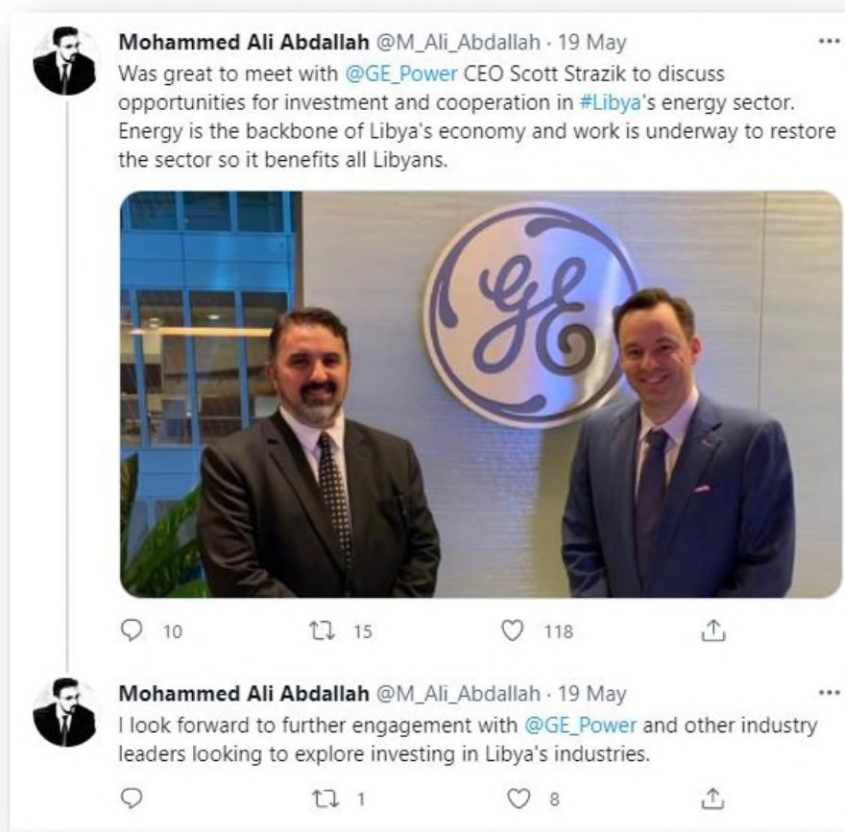 Mohammed Ali Abdallah @M_Ali_Abdallah · 19 May
Was great to meet with @GE_Power CEO Scott Strazik to discuss
opportunities for investment and cooperation in #Libya's energy sector.
Energy is the backbone of Libya's economy and work is underway to restore
the sector so it benefits all Libyans.
GE
10 15 118
Mohammed Ali Abdallah @M_Ali_Abdallah · 19 May
I look forward to further engagement with @GE_Power and other industry
leaders looking to explore investing in Libya's industries.
1 8